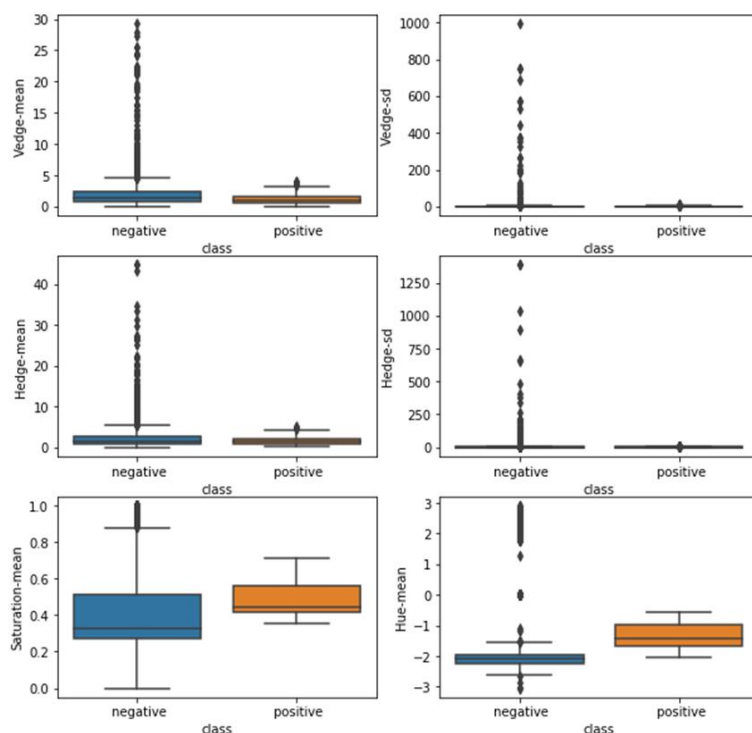 30
25
20
15
10
5
0
Vedge-mean
negative positive
class
1000
800
600
400
200
0
Vedge-sd
negative positive
class
40
30
20
10
0
Hedge-mean
negative positive
class
1250
1000
750
500
250
0
Hedge-sd
negative positive
class
1.0
0.8
0.6
0.4
0.2
0.0
Saturation-mean
negative positive
class
3
2
1
0
−1
−2
−3
Hue-mean
negative positive
class